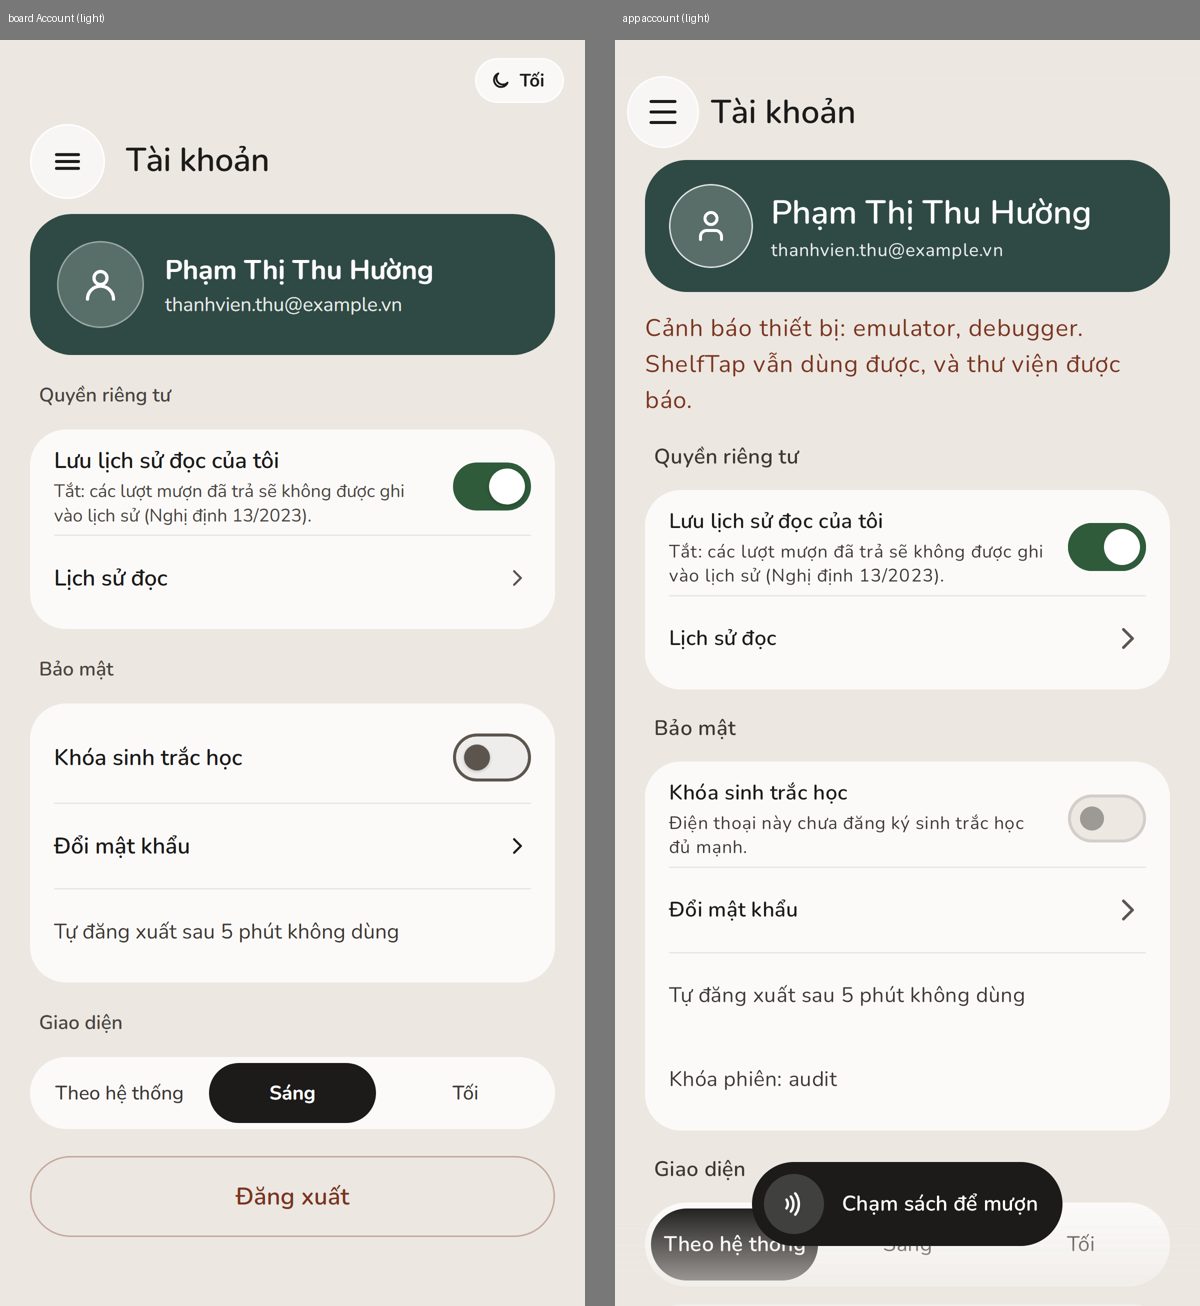 board Account (light)
Tối
Tài khoản
Phạm Thị Thu Hường
thanhvien.thu@example.vn
Quyền riêng tư
Lưu lịch sử đọc của tôi
Tắt: các lượt mượn đã trả sẽ không được ghi
vào lịch sử (Nghị định 13/2023).
Lịch sử đọc
Bảo mật
Khóa sinh trắc học
Đổi mật khẩu
Tự đăng xuất sau 5 phút không dùng
Giao diện
Theo hệ thống
Sáng
Tối
Đăng xuất
app account (light)
Tài khoản
Phạm Thị Thu Hường
thanhvien.thu@example.vn
Cảnh báo thiết bị: emulator, debugger.
ShelfTap vẫn dùng được, và thư viện được
báo.
Quyền riêng tư
Lưu lịch sử đọc của tôi
Tắt: các lượt mượn đã trả sẽ không được ghi
vào lịch sử (Nghị định 13/2023).
Lịch sử đọc
Bảo mật
Khóa sinh trắc học
Điện thoại này chưa đăng ký sinh trắc học
đủ mạnh.
Đổi mật khẩu
Tự đăng xuất sau 5 phút không dùng
Khóa phiên: audit
Giao diện
Chạm sách để mượn
Theo hệ thống
Sáng
Tối